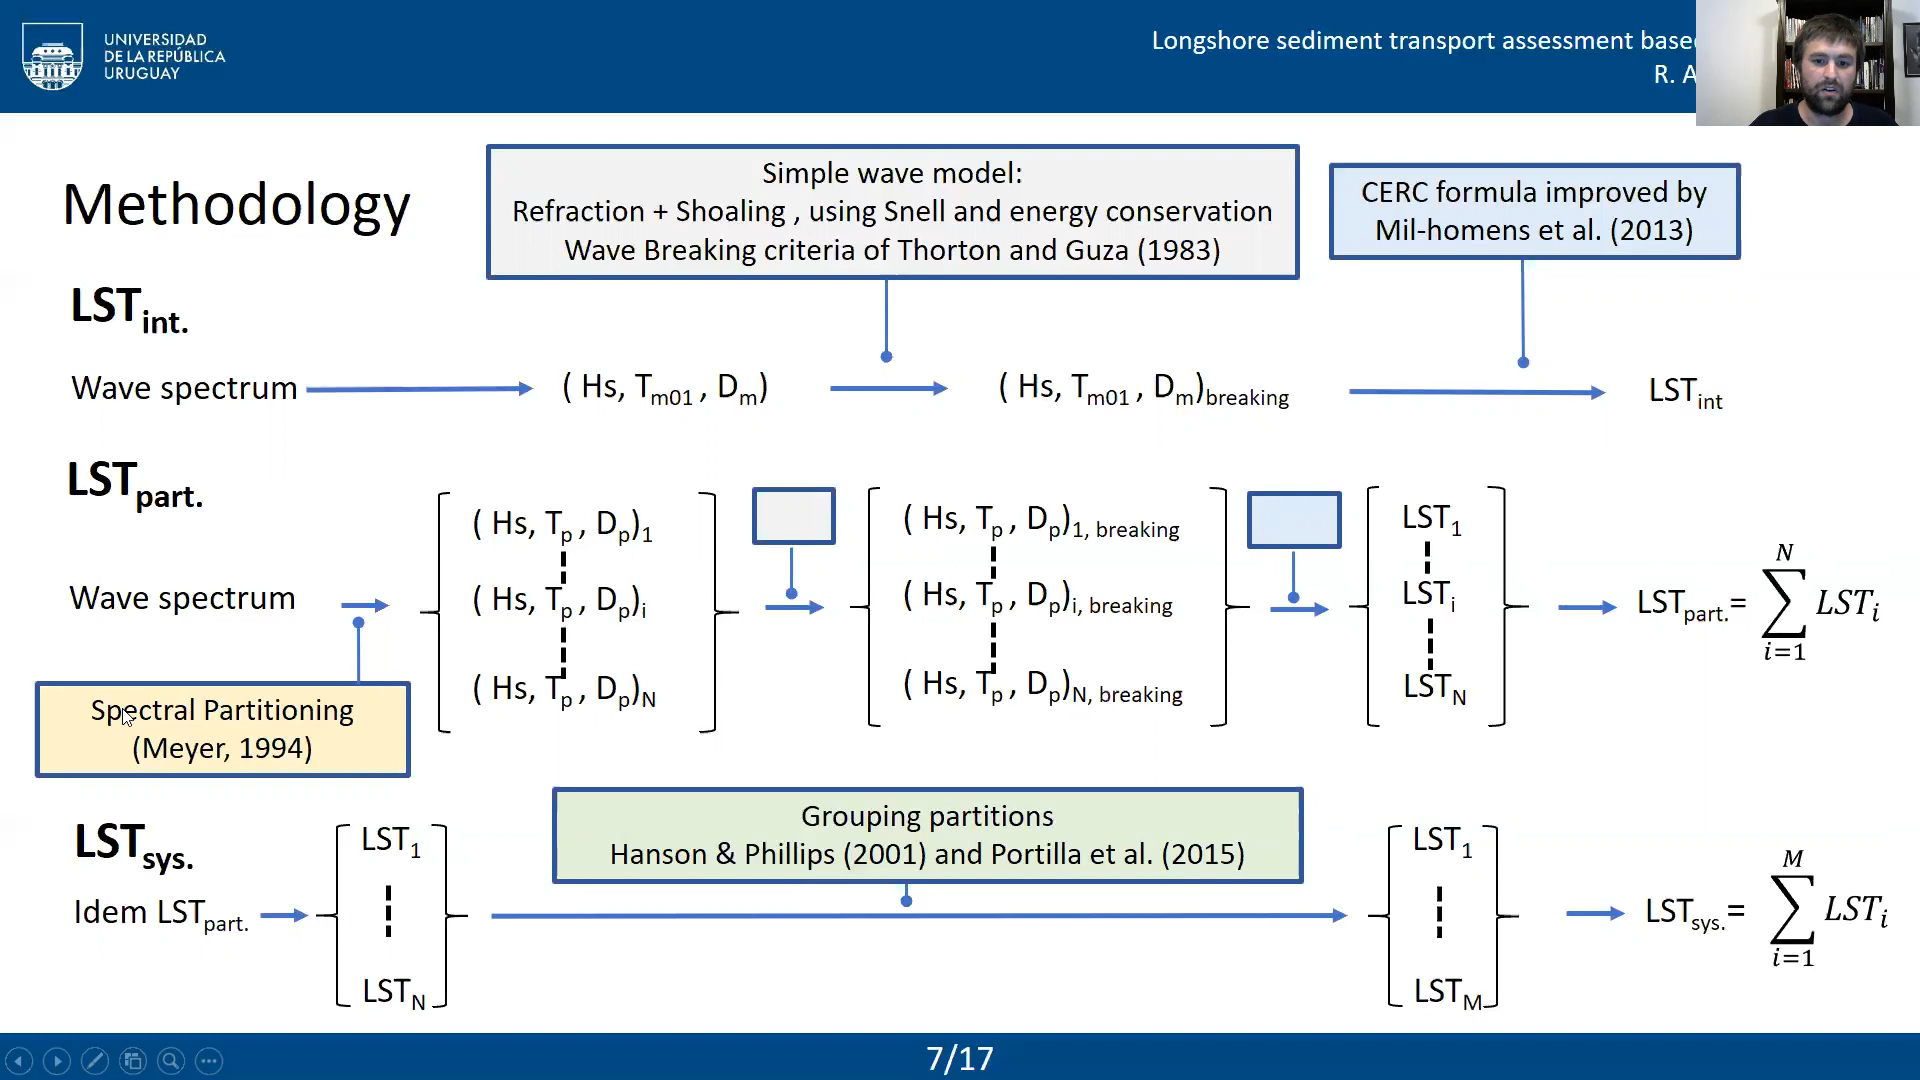 UNIVERSIDAD
DE LA REPÚBLICA
URUGUAY
Longshore sediment transport assessment base
R. A
Methodology
Simple wave model:
Refraction + Shoaling , using Snell and energy conservation
Wave Breaking criteria of Thorton and Guza (1983)
CERC formula improved by
Mil-homens et al. (2013)
LSTint.
Wave spectrum
( Hs, Tm01 , Dm)
( Hs, Tm01 , Dm)breaking
LSTint
LSTpart.
Wave spectrum
( Hs, Tp , Dp)1
( Hs, Tp , Dp)i
( Hs, Tp , Dp)N
( Hs, Tp , Dp)1, breaking
( Hs, Tp , Dp)i, breaking
( Hs, Tp , Dp)N, breaking
LST1
LSTi
LSTN
LSTpart.= ∑ i=1 N LSTi
Spectral Partitioning
(Meyer, 1994)
LSTsys.
Idem LSTpart.
LST1
LSTN
Grouping partitions
Hanson & Phillips (2001) and Portilla et al. (2015)
LST1
LSTM
LSTsys.= ∑ i=1 M LSTi
7/17